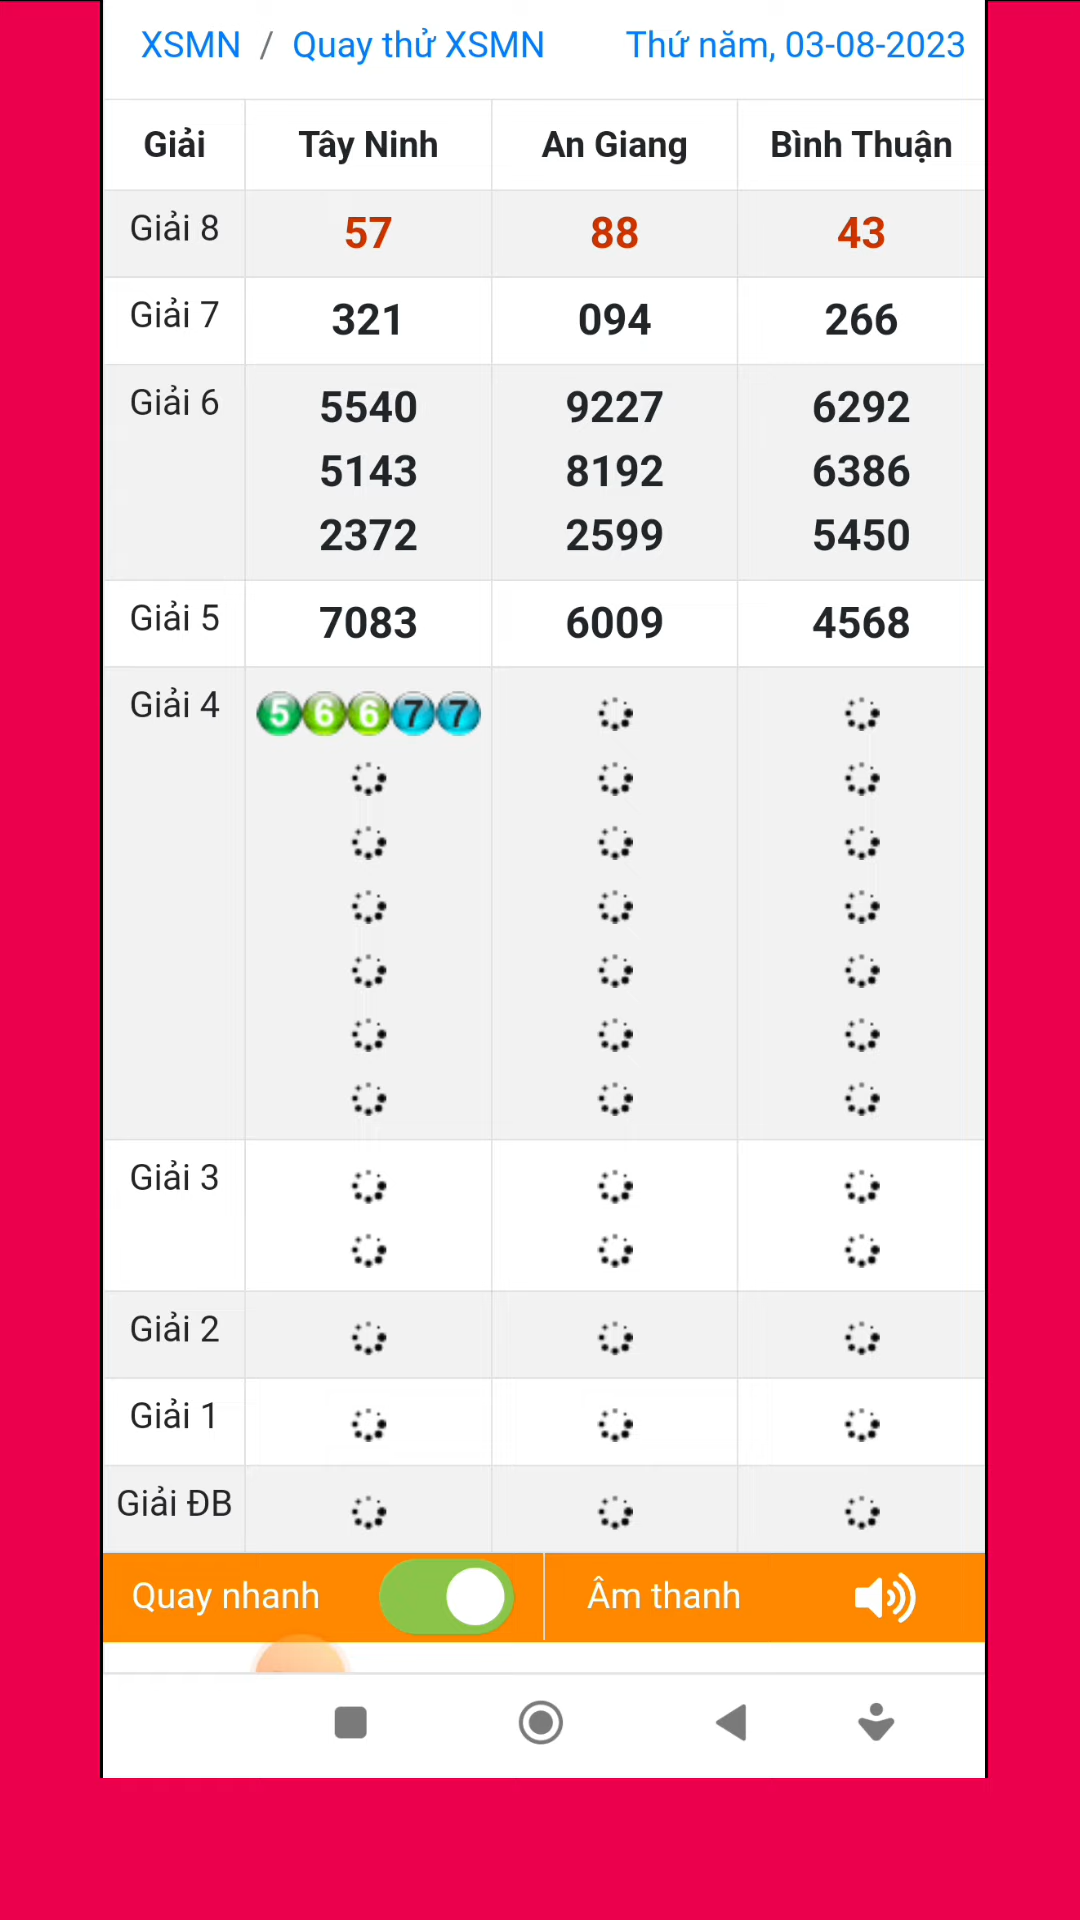 XSMN / Quay thử XSMN Thứ năm, 03-08-2023
Giải Tây Ninh An Giang Bình Thuận
Giải 8 57 88 43
Giải 7 321 094 266
Giải 6 5540 9227 6292
5143 8192 6386
2372 2599 5450
Giải 5 7083 6009 4568
Giải 4 56677
Giải 3
Giải 2
Giải 1
Giải ĐB
Quay nhanh Âm thanh